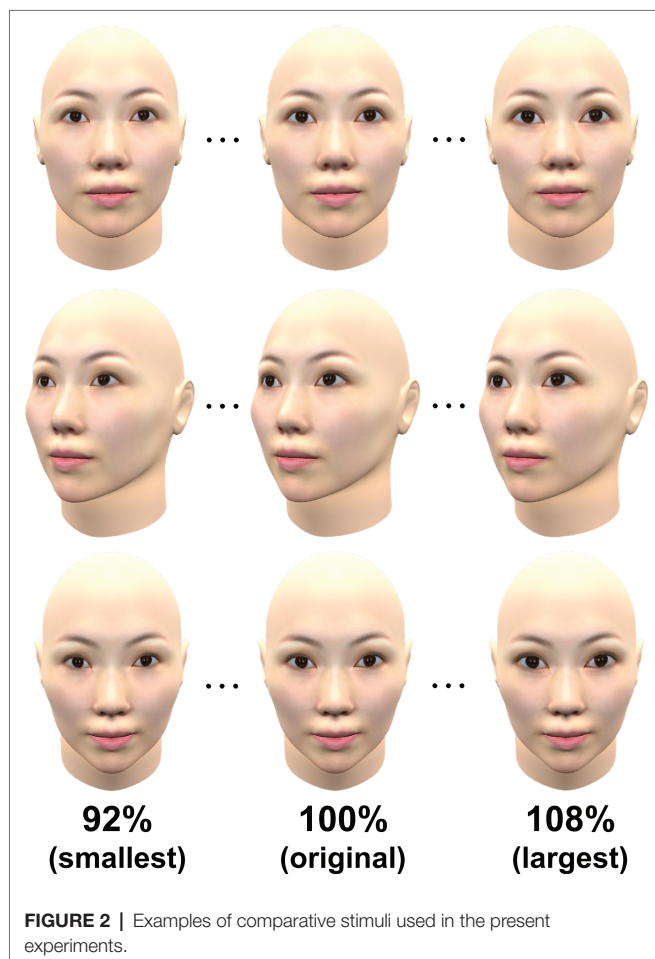 ... ...
... ...
... ...
92% 100% 108%
(smallest) (original) (largest)
FIGURE 2 | Examples of comparative stimuli used in the present
experiments.